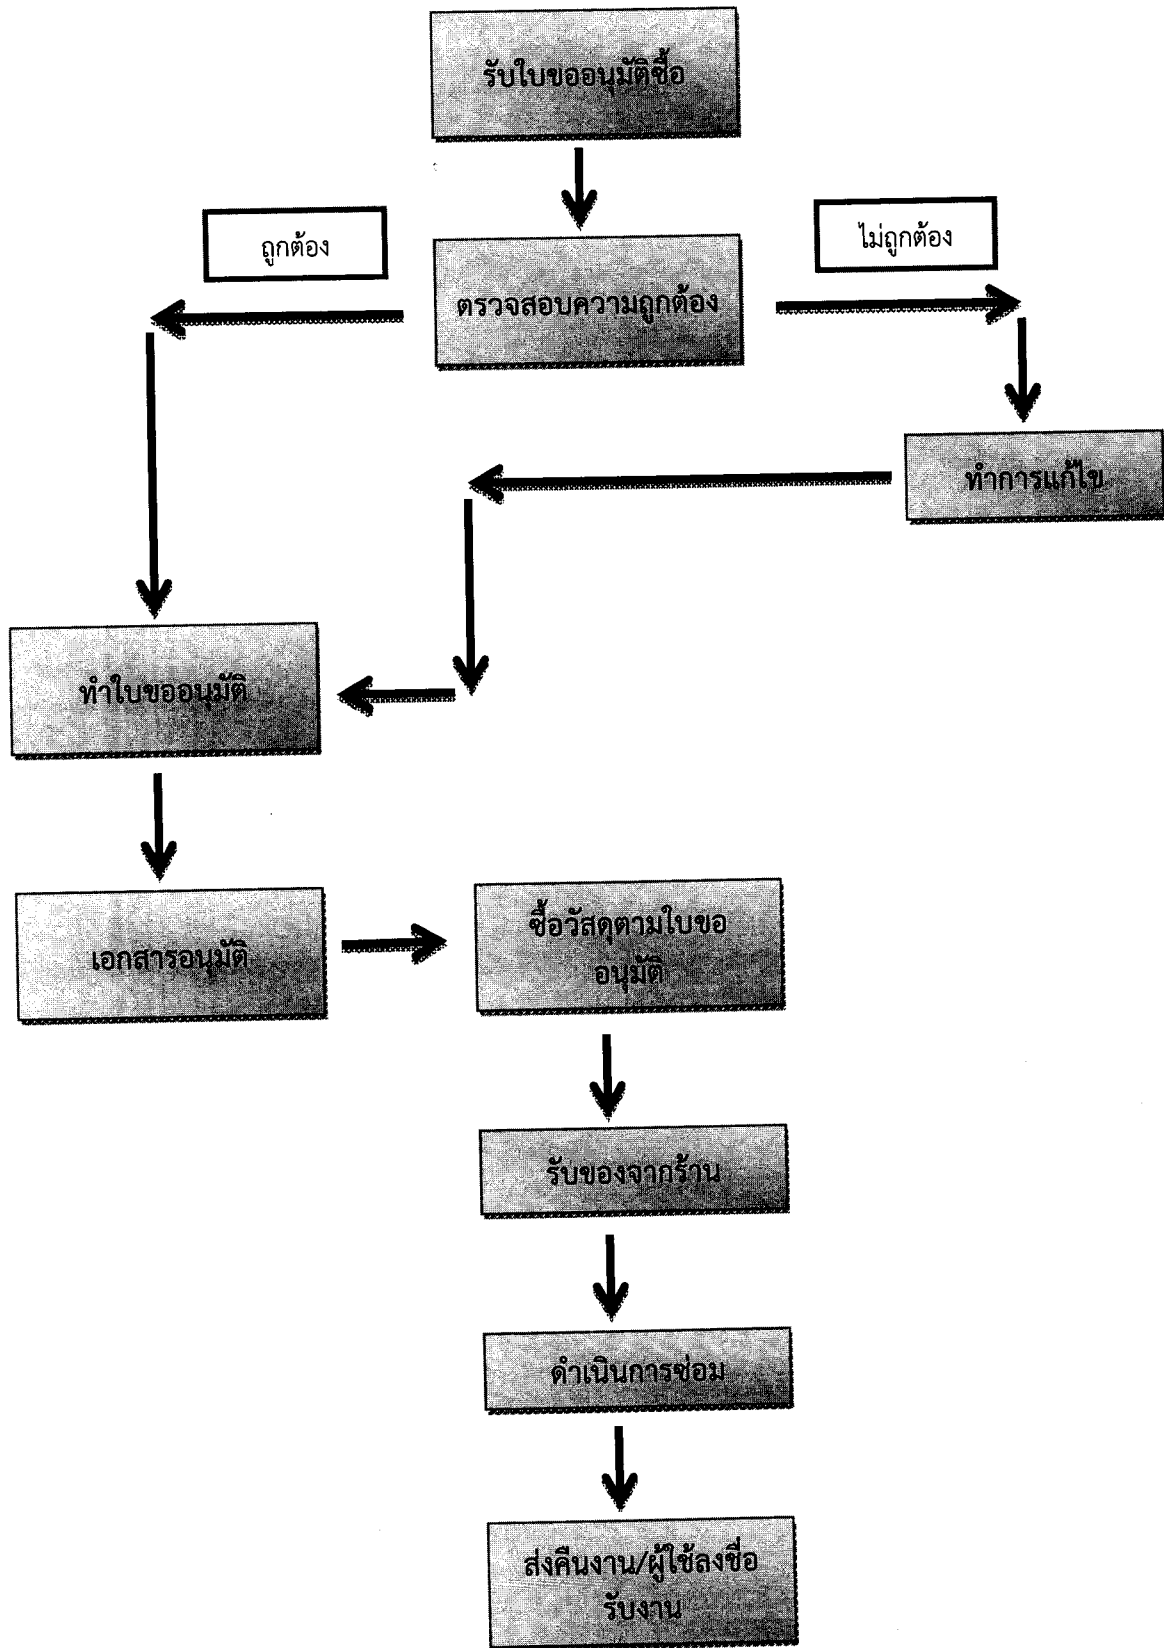 รับใบขออนุมัติซื้อ
ถูกต้อง
ไม่ถูกต้อง
ตรวจสอบความถูกต้อง
ทำการแก้ไข
ทำใบขออนุมัติ
เอกสารอนุมัติ
ซื้อวัสดุตามใบขอ
อนุมัติ
รับของจากร้าน
ดำเนินการซ่อม
ส่งคืนงาน/ผู้ใช้ลงชื่อ
รับงาน